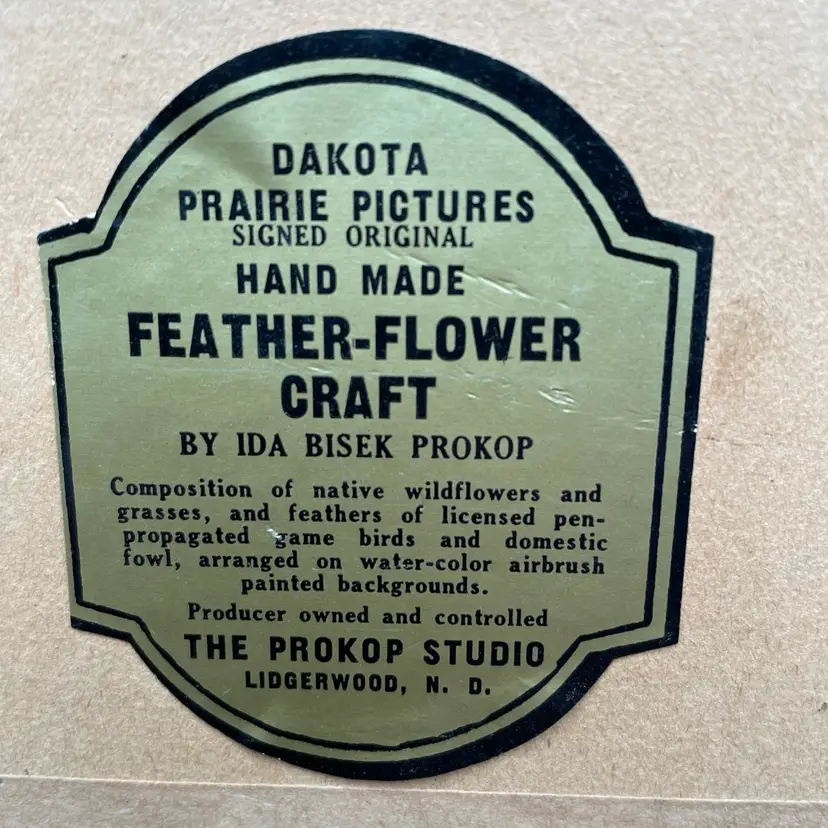 DAKOTA
PRAIRIE PICTURES
SIGNED ORIGINAL
HAND MADE
FEATHER-FLOWER
CRAFT
BY IDA BISEK PROKOP
Composition of native wildflowers and
grasses, and feathers of licensed pen-
propagated game birds and domestic
fowl, arranged on water-color airbrush
painted backgrounds.
Producer owned and controlled
THE PROKOP STUDIO
LIDGERWOOD, N. D.